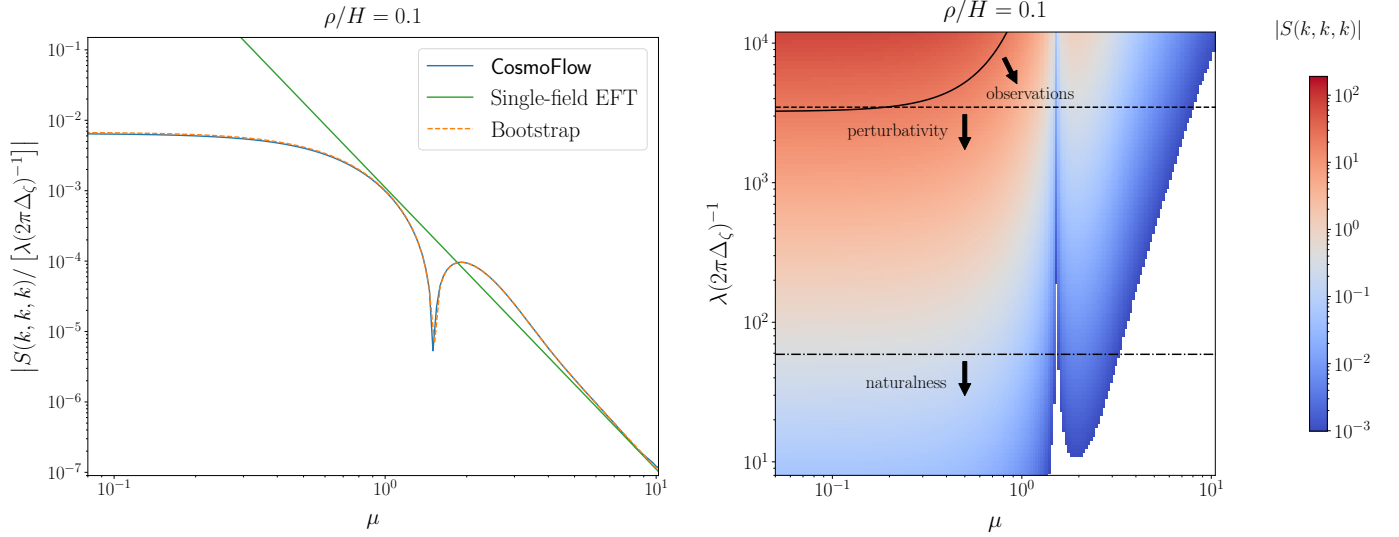 ρ/H = 0.1
|S(k, k, k)/ [λ(2πΔ_ζ)^{-1}]|
10^{-1}
10^{-2}
10^{-3}
10^{-4}
10^{-5}
10^{-6}
10^{-7}
CosmoFlow
Single-field EFT
Bootstrap
10^{-1}
10^{0}
10^{1}
μ
ρ/H = 0.1
λ(2πΔ_ζ)^{-1}
10^{4}
10^{3}
10^{2}
10^{1}
observations
perturbativity
naturalness
10^{-1}
10^{0}
10^{1}
μ
|S(k, k, k)|
10^{2}
10^{1}
10^{0}
10^{-1}
10^{-2}
10^{-3}